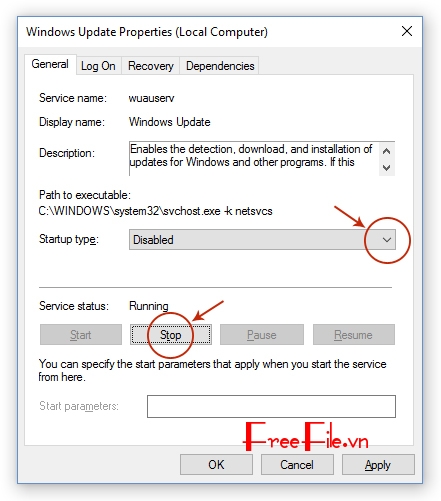 Windows Update Properties (Local Computer)
General Log On Recovery Dependencies
Service name: wuauserv
Display name: Windows Update
Description: Enables the detection, download, and installation of
updates for Windows and other programs. If this
Path to executable:
C:\WINDOWS\system32\svchost.exe -k netsvcs
Startup type: Disabled
Service status: Running
Start Stop Pause Resume
You can specify the start parameters that apply when you start the service
from here.
Start parameters:
FreeFile.vn
OK Cancel Apply